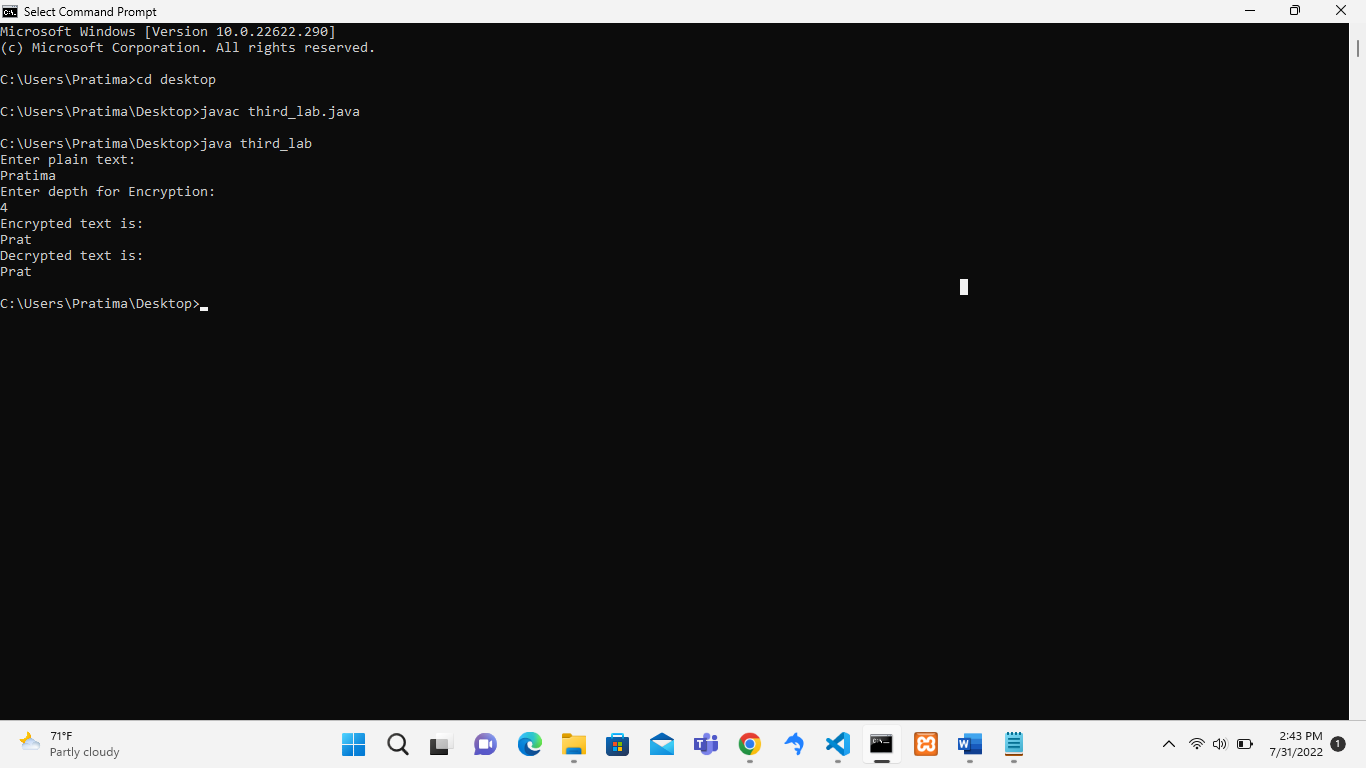 Select Command Prompt
Microsoft Windows [Version 10.0.22622.290]
(c) Microsoft Corporation. All rights reserved.
C:\Users\Pratima>cd desktop
C:\Users\Pratima\Desktop>javac third_lab.java
C:\Users\Pratima\Desktop>java third_lab
Enter plain text:
Pratima
Enter depth for Encryption:
4
Encrypted text is:
Prat
Decrypted text is:
Prat
C:\Users\Pratima\Desktop>
71°F
Partly cloudy
2:43 PM
7/31/2022
1